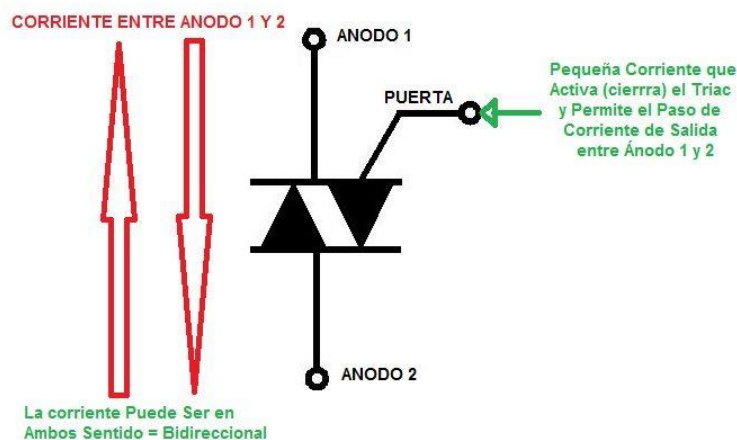 CORRIENTE ENTRE ANODO 1 Y 2
ANODO 1
PUERTA
Pequeña Corriente que
Activa (cierrra) el Triac
y Permite el Paso de
Corriente de Salida
entre Ánodo 1 y 2
ANODO 2
La corriente Puede Ser en
Ambos Sentido = Bidireccional